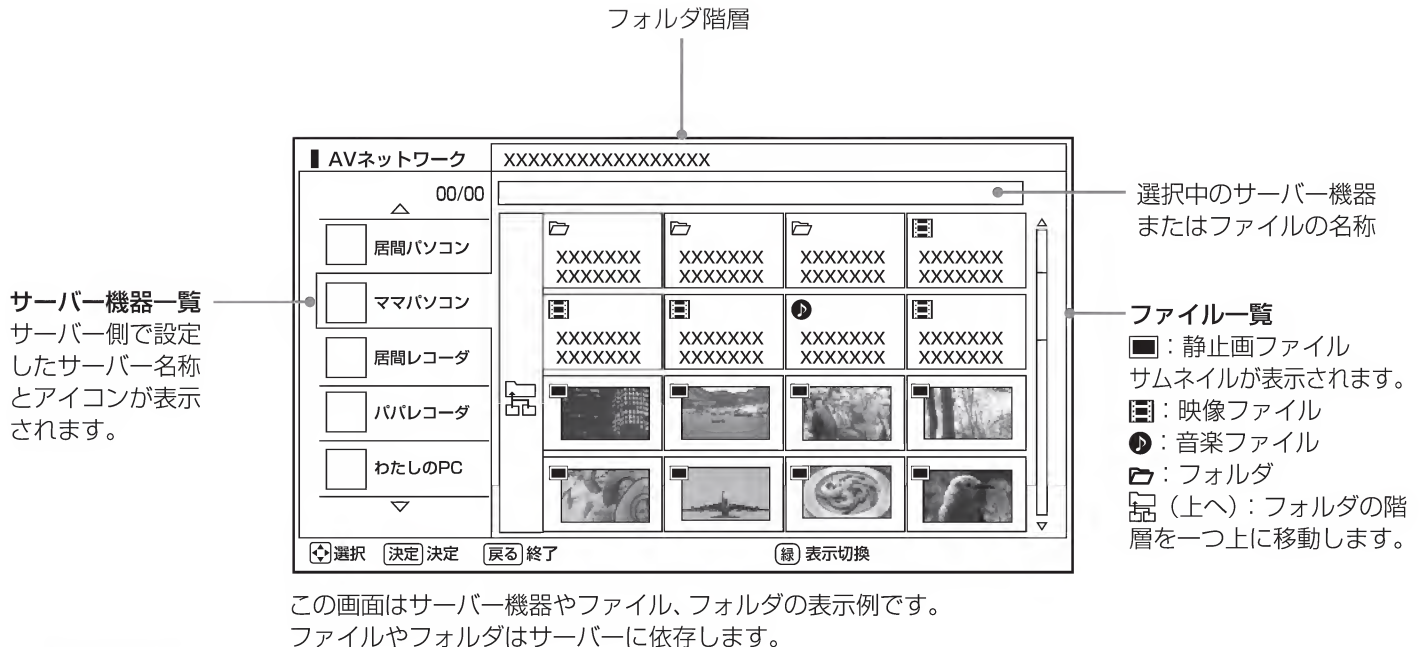 フォルダ階層
AVネットワーク
XXXXXXXXXXXXXXXXXX
00/00
選択中のサーバー機器
またはファイルの名称
居間パソコン
ママパソコン
居間レコーダ
パパレコーダ
わたしのPC
サーバー機器一覧
サーバー側で設定
したサーバー名称
とアイコンが表示
されます。
XXXXXXX XXXXXXX XXXXXXX XXXXXXX
XXXXXXX XXXXXXX XXXXXXX XXXXXXX
XXXXXXX XXXXXXX XXXXXXX XXXXXXX
XXXXXXX XXXXXXX XXXXXXX XXXXXXX
ファイル一覧
：静止画ファイル
サムネイルが表示されます。
：映像ファイル
：音楽ファイル
：フォルダ
（上へ）：フォルダの階
層を一つ上に移動します。
選択 決定 決定 戻る 終了 緑 表示切換
この画面はサーバー機器やファイル、フォルダの表示例です。
ファイルやフォルダはサーバーに依存します。